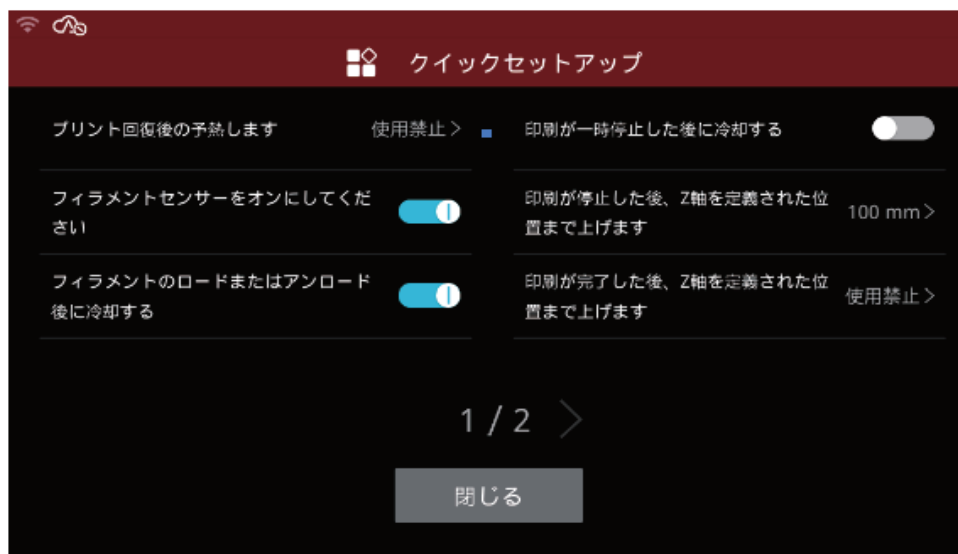 クイックセットアップ
プリント回復後の予熱します
使用禁止 >
印刷が一時停止した後に冷却する
フィラメントセンサーをオンにしてくだ
さい
印刷が停止した後、Z軸を定義された位
置まで上げます
100 mm >
フィラメントのロードまたはアンロード
後に冷却する
印刷が完了した後、Z軸を定義された位
置まで上げます
使用禁止 >
1 / 2 >
閉じる